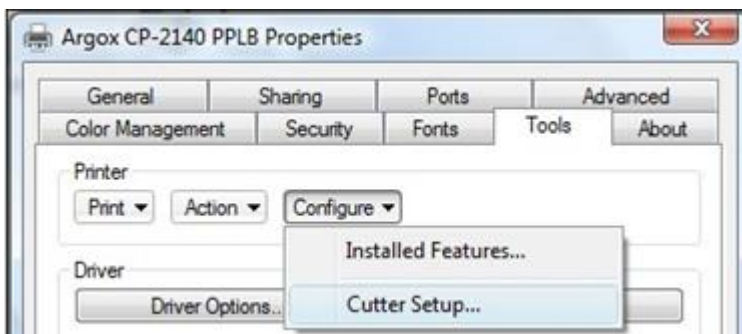 Argox CP-2140 PPLB Properties
General Sharing Ports Advanced
Color Management Security Fonts Tools About
Printer
Print Action Configure
Installed Features...
Driver
Driver Options... Cutter Setup...